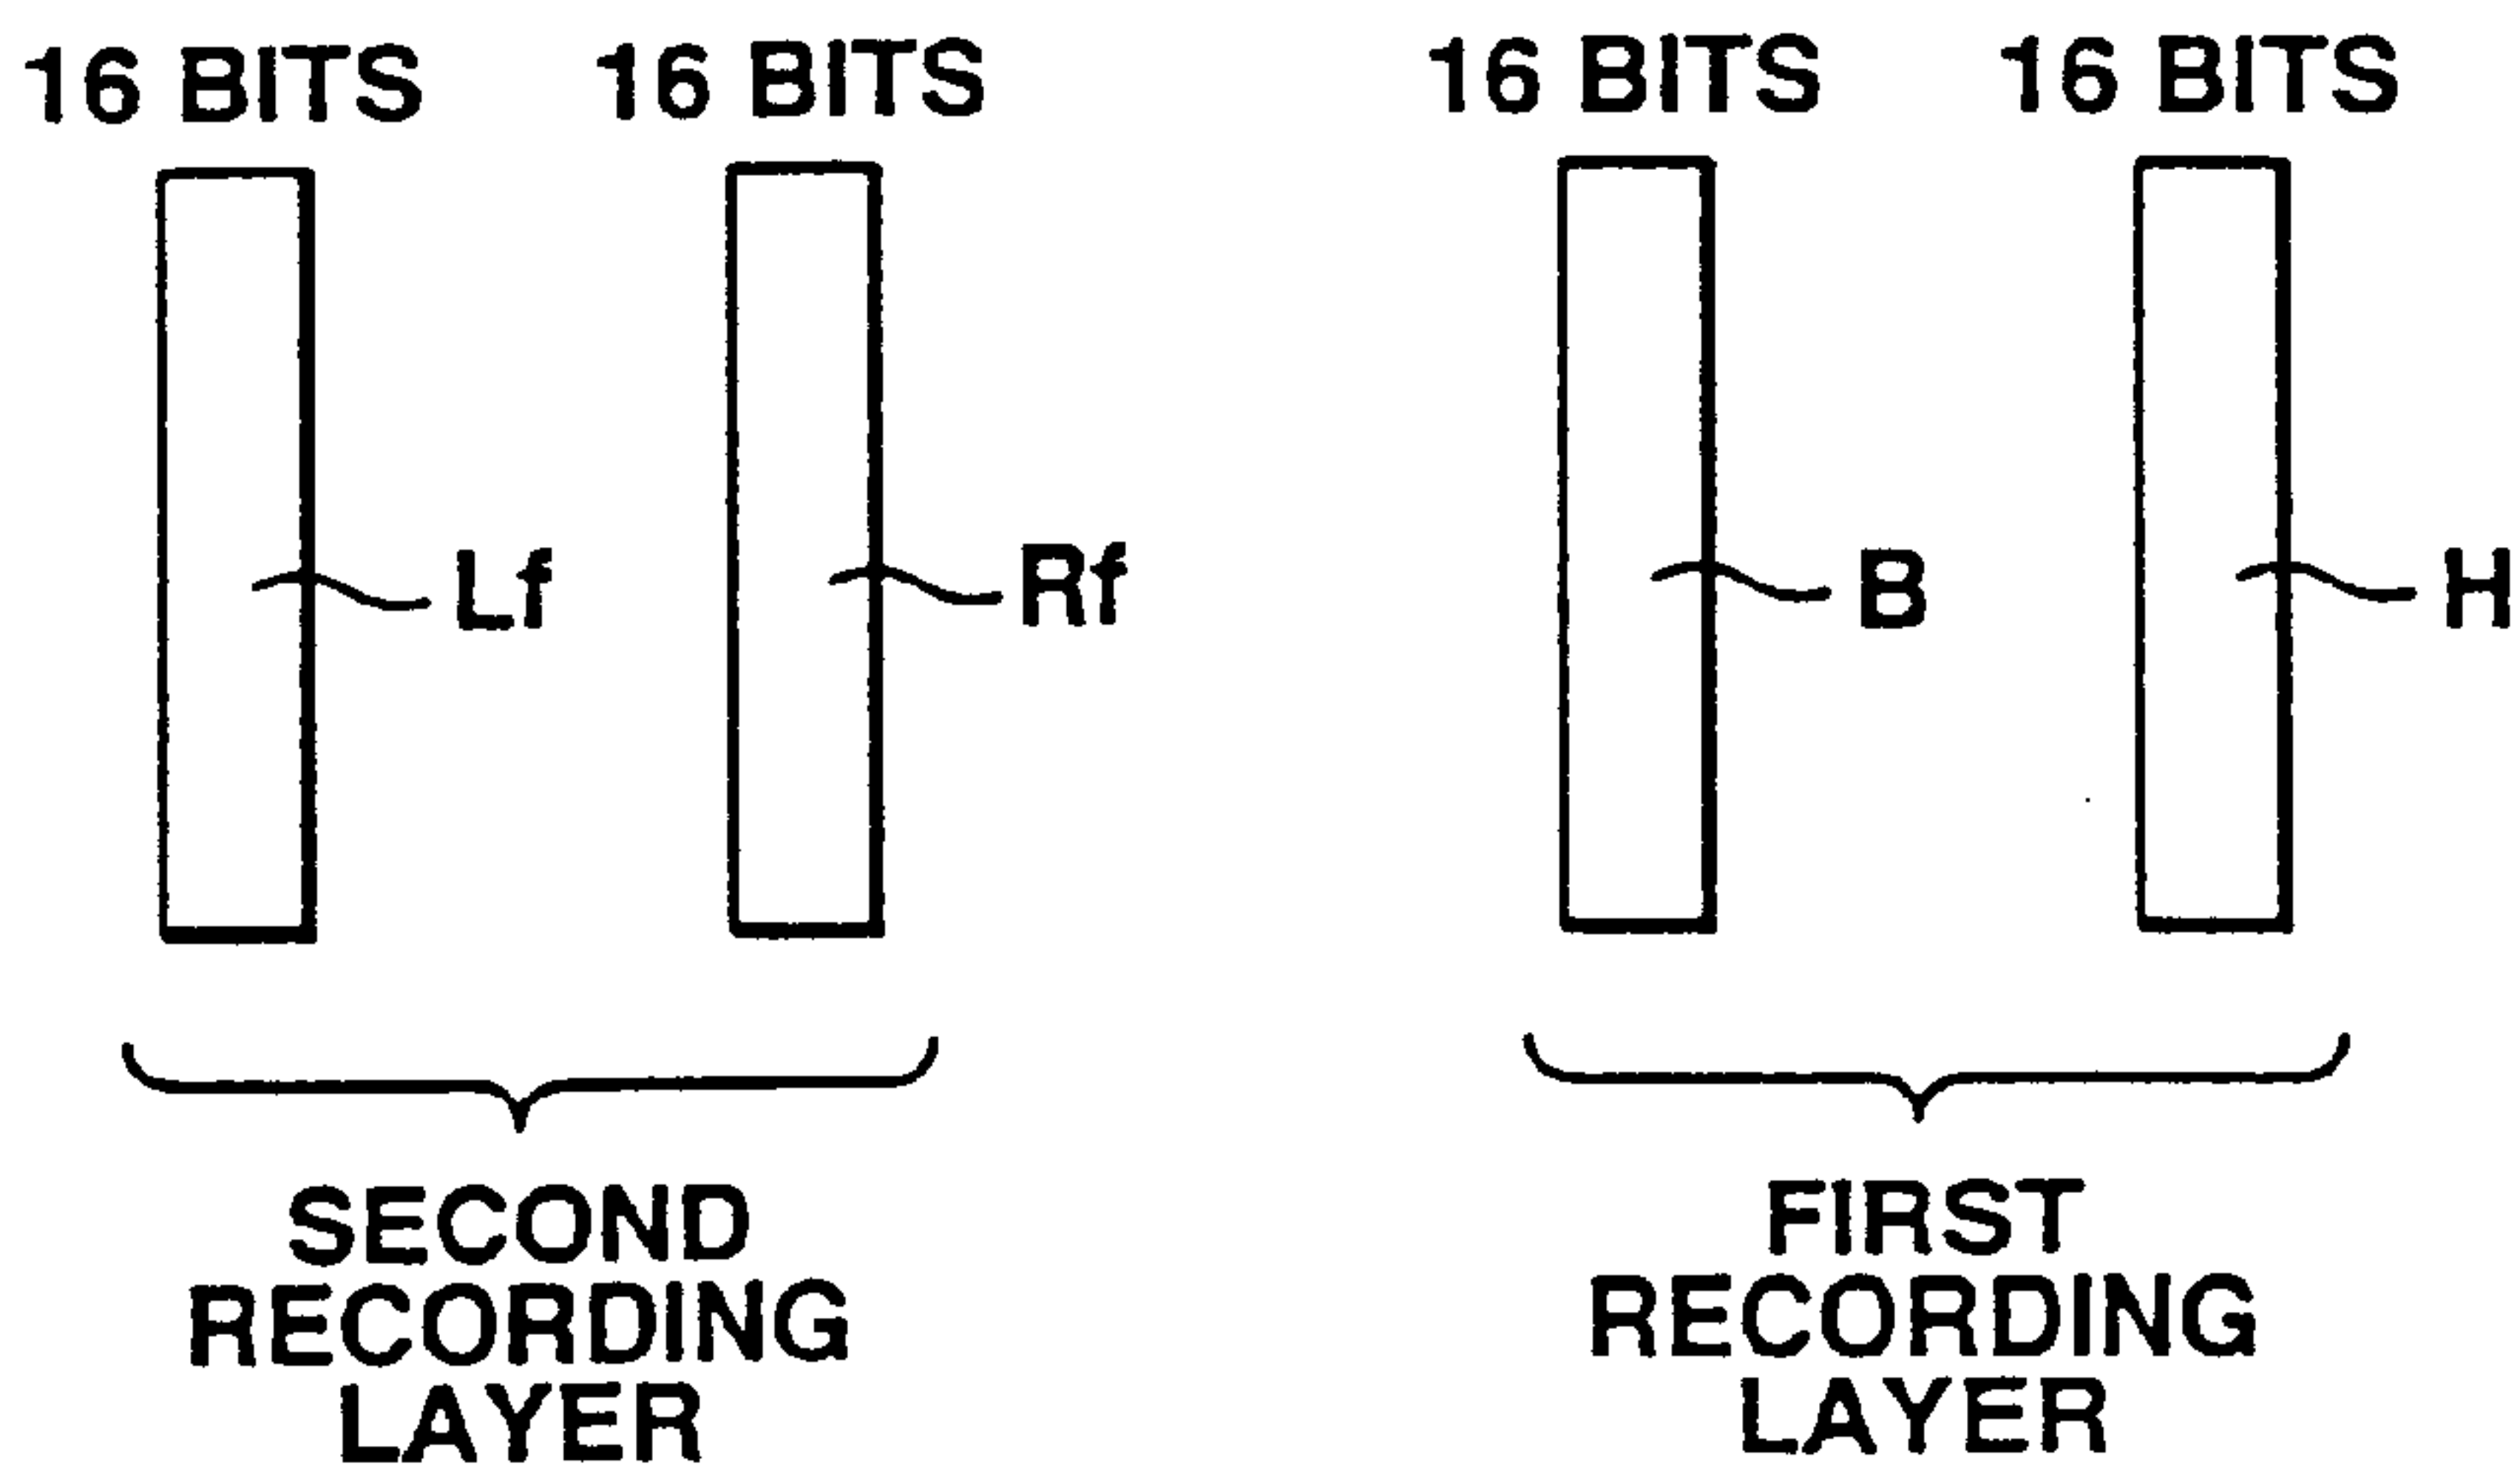 16 BITS 16 BITS 16 BITS 16 BITS
Lf Rf B H
SECOND
RECORDING
LAYER
FIRST
RECORDING
LAYER